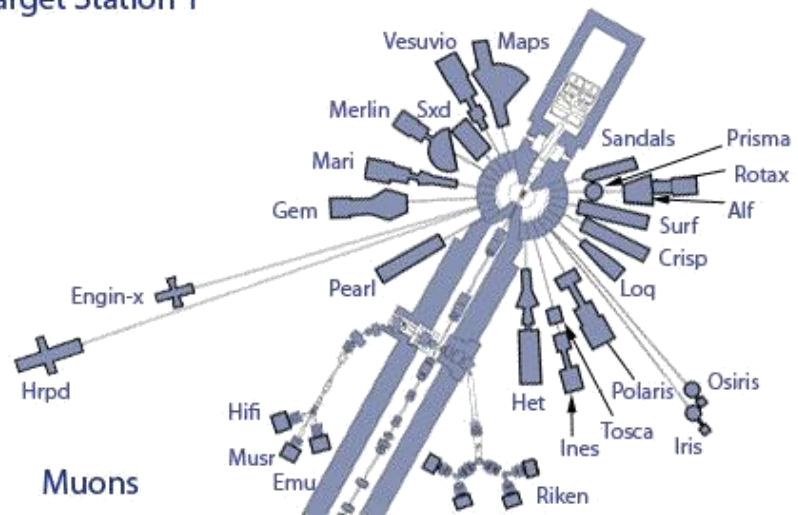 arget Station 1
Vesuvio
Maps
Merlin
Sxd
Sandals
Prisma
Mari
Rotax
Gem
Alf
Surf
Crisp
Pearl
Loq
Engin-x
Hrpd
Polaris
Osiris
Het
Hifi
Tosca
Iris
Ines
Musr
Emu
Muons
Riken